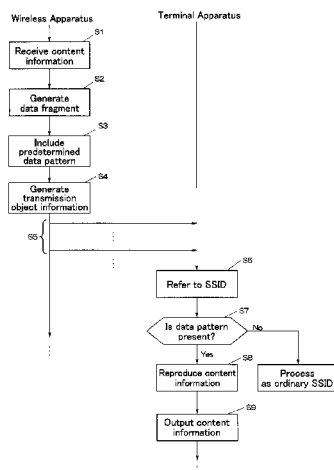 Wireless Apparatus
Terminal Apparatus
S1
Receive content
information
S2
Generate
data fragment
S3
Include
predetermined
data pattern
S4
Generate
transmission
object information
S5
S6
Refer to SSID
S7
Is data pattern
present?
No
Yes
S8
Reproduce content
information
Process
as ordinary SSID
S9
Output content
information